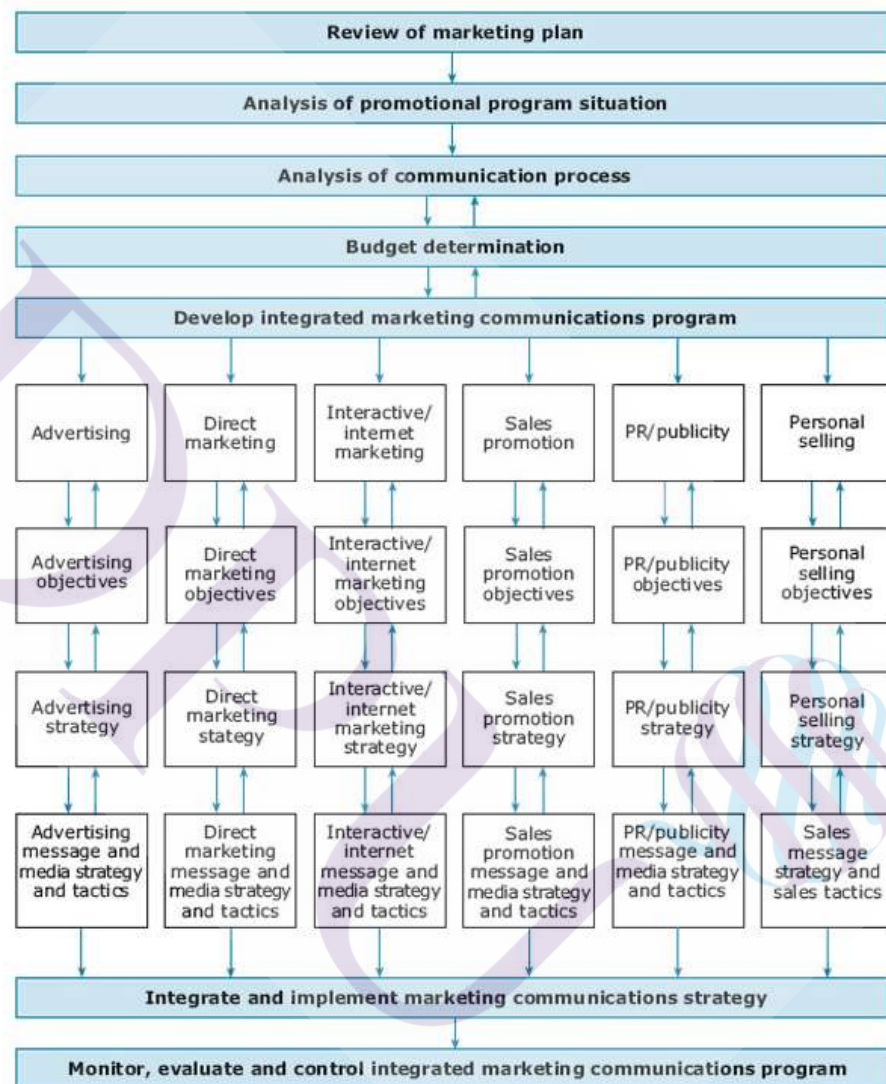 Review of marketing plan
Analysis of promotional program situation
Analysis of communication process
Budget determination
Develop integrated marketing communications program
Advertising
Direct
marketing
Interactive/
internet
marketing
Sales
promotion
PR/publicity
Personal
selling
Advertising
objectives
Direct
marketing
objectives
Interactive/
internet
marketing
objectives
Sales
promotion
objectives
PR/publicity
objectives
Personal
selling
objectives
Advertising
strategy
Direct
marketing
stategy
Interactive/
internet
marketing
strategy
Sales
promotion
strategy
PR/publicity
strategy
Personal
selling
strategy
Advertising
message and
media strategy
and tactics
Direct
marketing
message and
media strategy
and tactics
Interactive/
internet
message and
media strategy
and tactics
Sales
promotion
message and
media strategy
and tactics
PR/publicity
message and
media strategy
and tactics
Sales
message
strategy and
sales tactics
Integrate and implement marketing communications strategy
Monitor, evaluate and control integrated marketing communications program